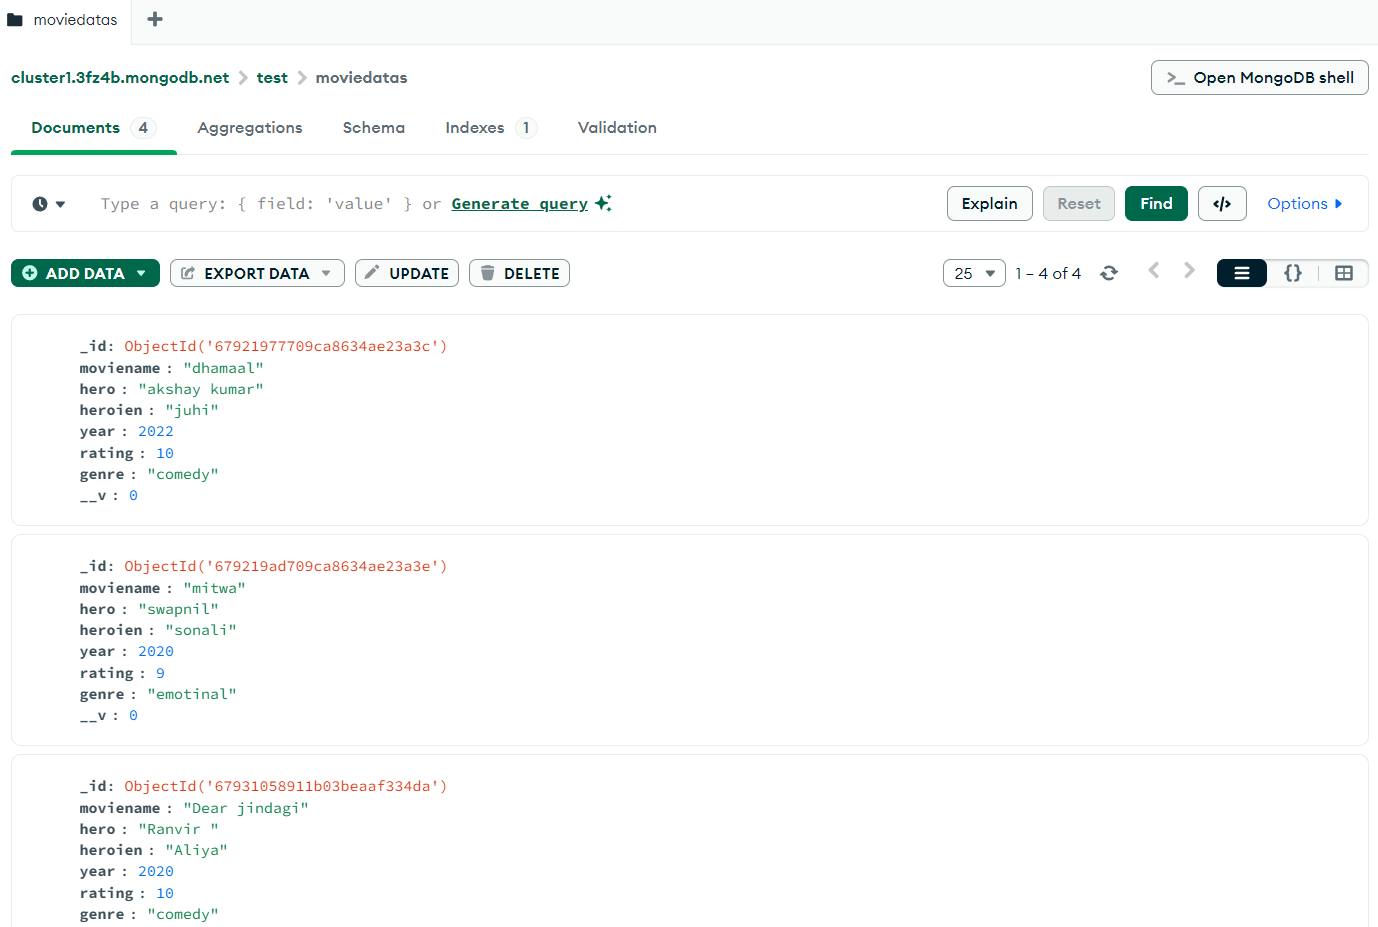 moviedatas
cluster1.3fz4b.mongodb.net > test > moviedatas
>_ Open MongoDB shell
Documents 4 Aggregations Schema Indexes 1 Validation
Type a query: { field: 'value' } or Generate query
Explain Reset Find </> Options
ADD DATA EXPORT DATA UPDATE DELETE 25 1 – 4 of 4 {}
_id: ObjectId('67921977709ca8634ae23a3c')
moviename : "dhamaal"
hero : "akshay kumar"
heroien : "juhi"
year : 2022
rating : 10
genre : "comedy"
__v : 0
_id: ObjectId('679219ad709ca8634ae23a3e')
moviename : "mitwa"
hero : "swapnil"
heroien : "sonali"
year : 2020
rating : 9
genre : "emotinal"
__v : 0
_id: ObjectId('67931058911b03beaaf334da')
moviename : "Dear jindagi"
hero : "Ranvir "
heroien : "Aliya"
year : 2020
rating : 10
genre : "comedy"